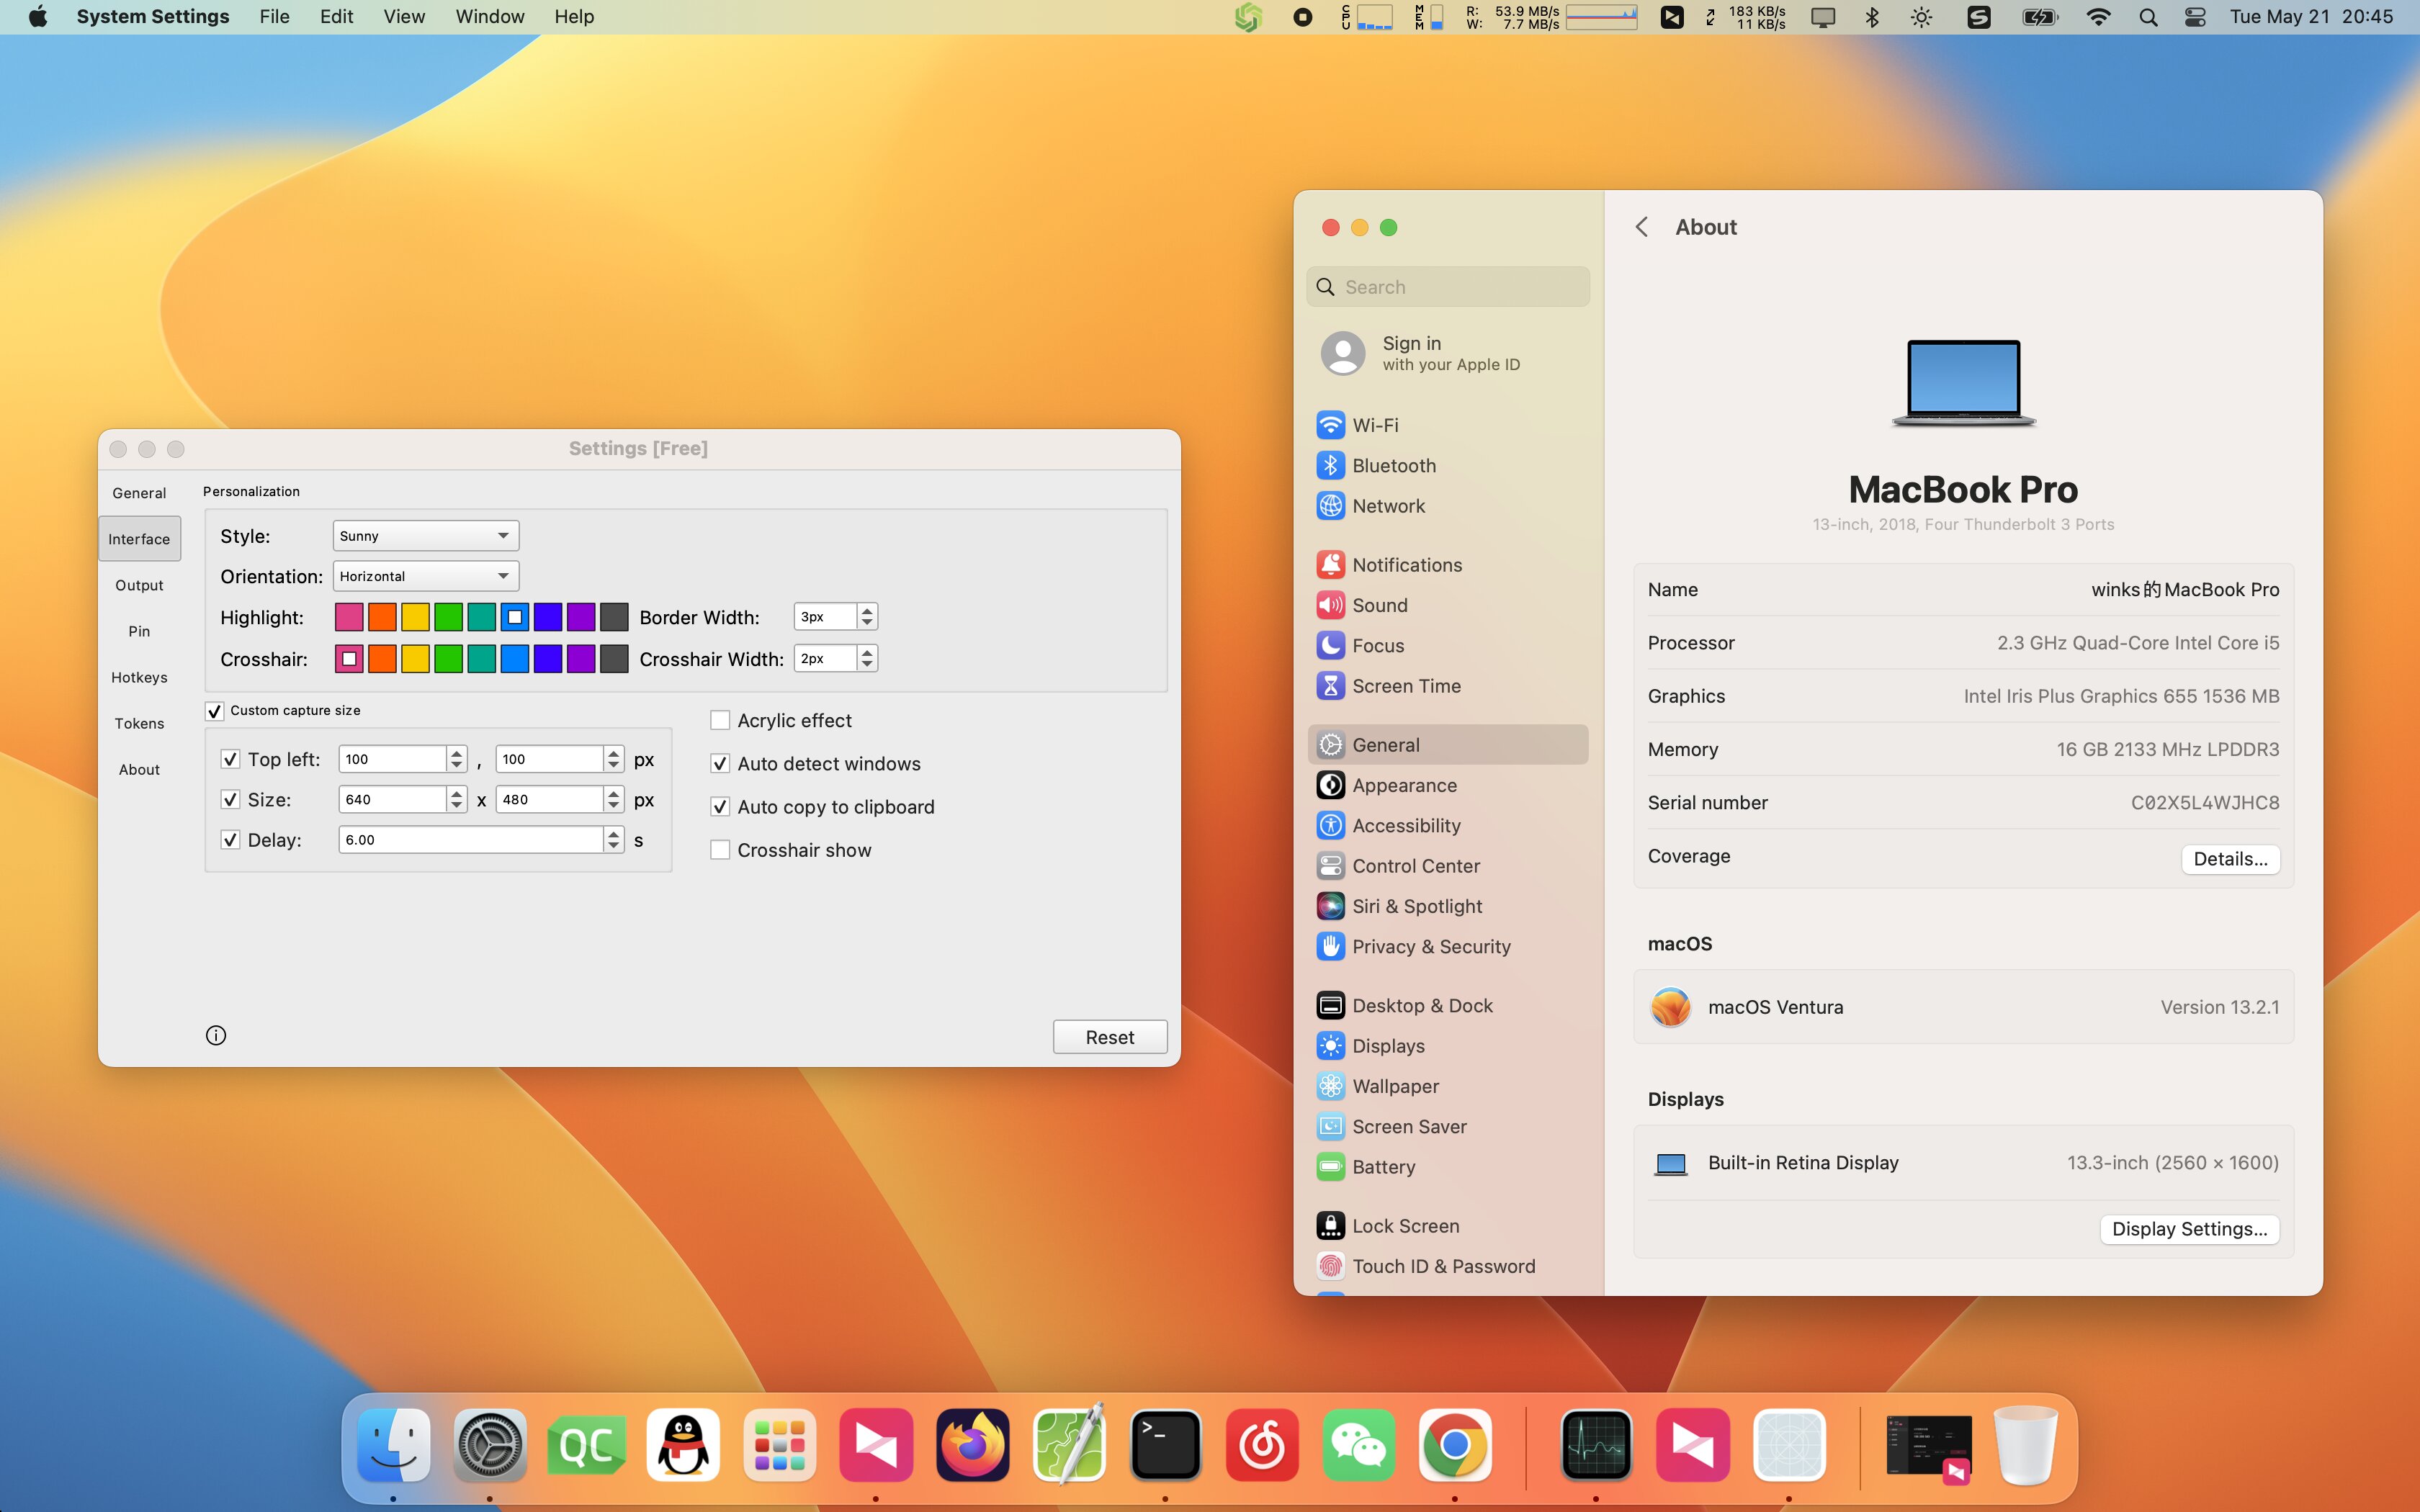 System Settings File Edit View Window Help
CPU MEM R: 53.9 MB/s W: 7.7 MB/s 183 KB/s 11 KB/s Tue May 21 20:45
Settings [Free]
General
Interface
Output
Pin
Hotkeys
Tokens
About
Personalization
Style: Sunny
Orientation: Horizontal
Highlight: Border Width: 3px
Crosshair: Crosshair Width: 2px
Custom capture size
Top left: 100 , 100 px
Size: 640 x 480 px
Delay: 6.00 s
Acrylic effect
Auto detect windows
Auto copy to clipboard
Crosshair show
Reset
Search
Sign in
with your Apple ID
Wi-Fi
Bluetooth
Network
Notifications
Sound
Focus
Screen Time
General
Appearance
Accessibility
Control Center
Siri & Spotlight
Privacy & Security
Desktop & Dock
Displays
Wallpaper
Screen Saver
Battery
Lock Screen
Touch ID & Password
About
MacBook Pro
13-inch, 2018, Four Thunderbolt 3 Ports
Name winks的MacBook Pro
Processor 2.3 GHz Quad-Core Intel Core i5
Graphics Intel Iris Plus Graphics 655 1536 MB
Memory 16 GB 2133 MHz LPDDR3
Serial number C02X5L4WJHC8
Coverage Details...
macOS
macOS Ventura Version 13.2.1
Displays
Built-in Retina Display 13.3-inch (2560 × 1600)
Display Settings...
QC